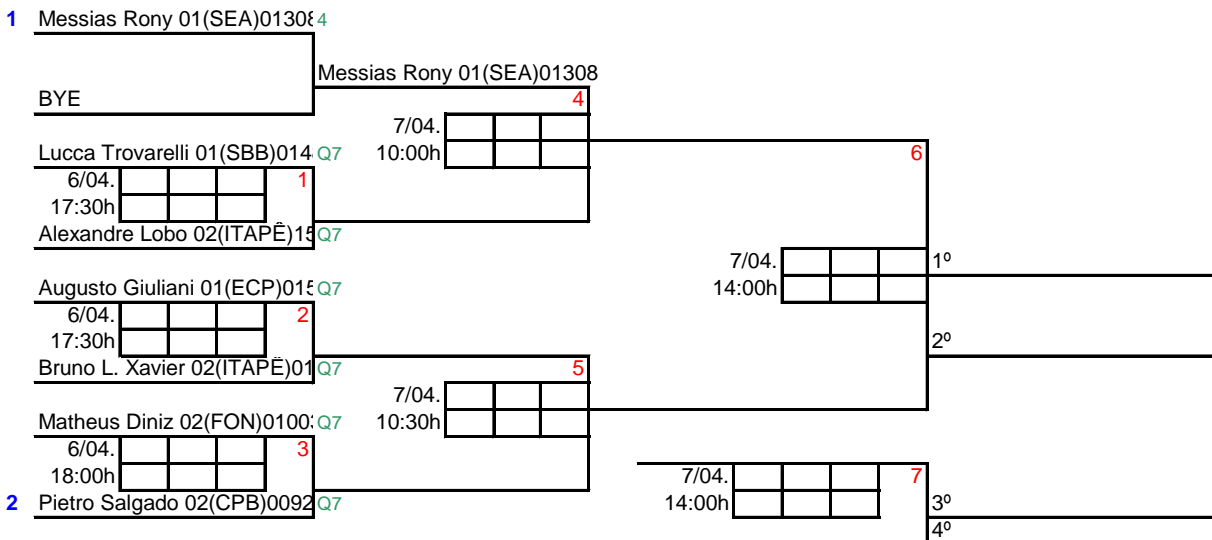 1 Messias Rony 01(SEA)01308 4
Messias Rony 01(SEA)01308
BYE
4
7/04.
10:00h
Lucca Trovarelli 01(SBB)014 Q7
6
6/04.
1
17:30h
Alexandre Lobo 02(ITAPÊ)15 Q7
7/04.
1º
14:00h
Augusto Giuliani 01(ECP)015 Q7
6/04.
2
17:30h
2º
Bruno L. Xavier 02(ITAPÊ)01 Q7
5
7/04.
10:30h
Matheus Diniz 02(FON)01003 Q7
6/04.
3
18:00h
7/04.
7
14:00h
2 Pietro Salgado 02(CPB)0092 Q7
3º
4º